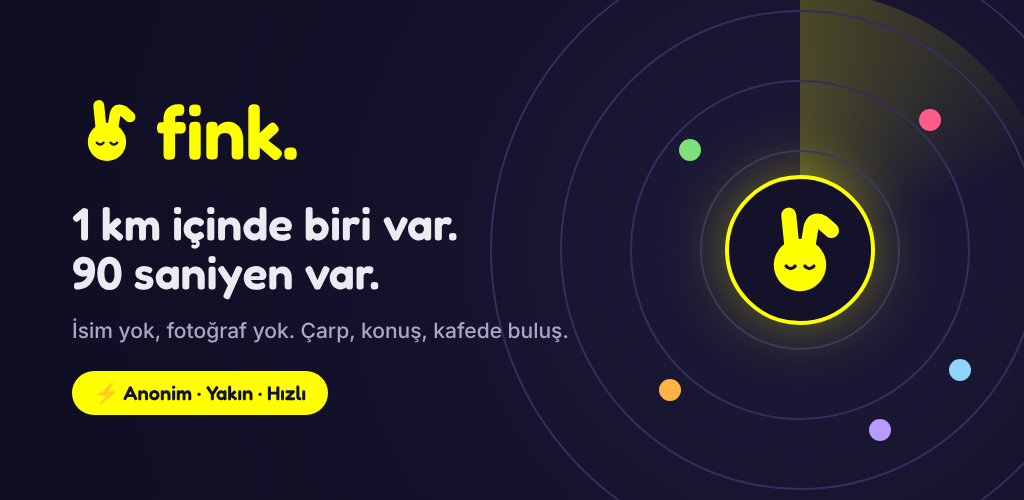 fink.
1 km içinde biri var.
90 saniyen var.
İsim yok, fotoğraf yok. Çarp, konuş, kafede buluş.
⚡ Anonim · Yakın · Hızlı